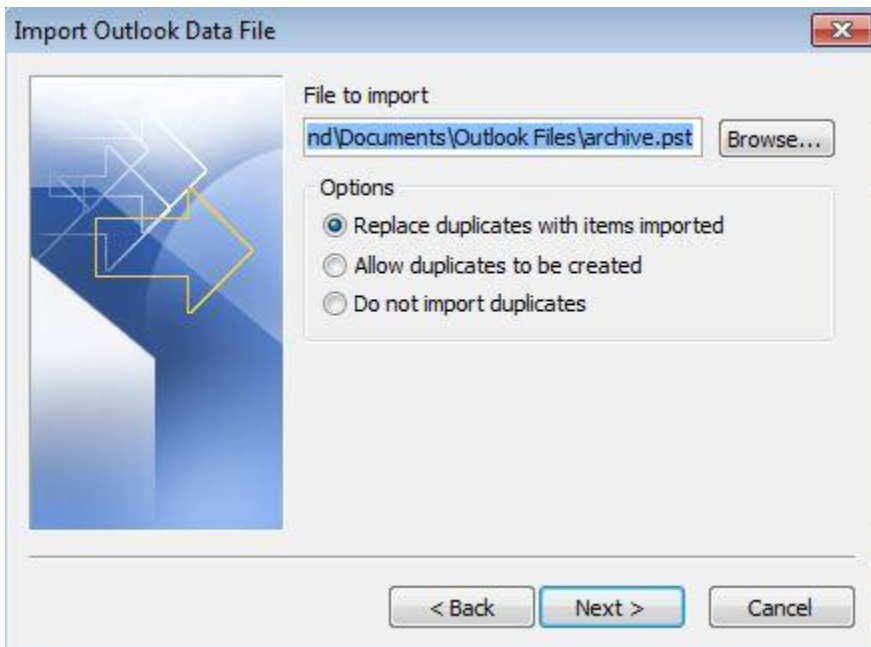 Import Outlook Data File
File to import
nd\Documents\Outlook Files\archive.pst
Browse...
Options
Replace duplicates with items imported
Allow duplicates to be created
Do not import duplicates
< Back
Next >
Cancel